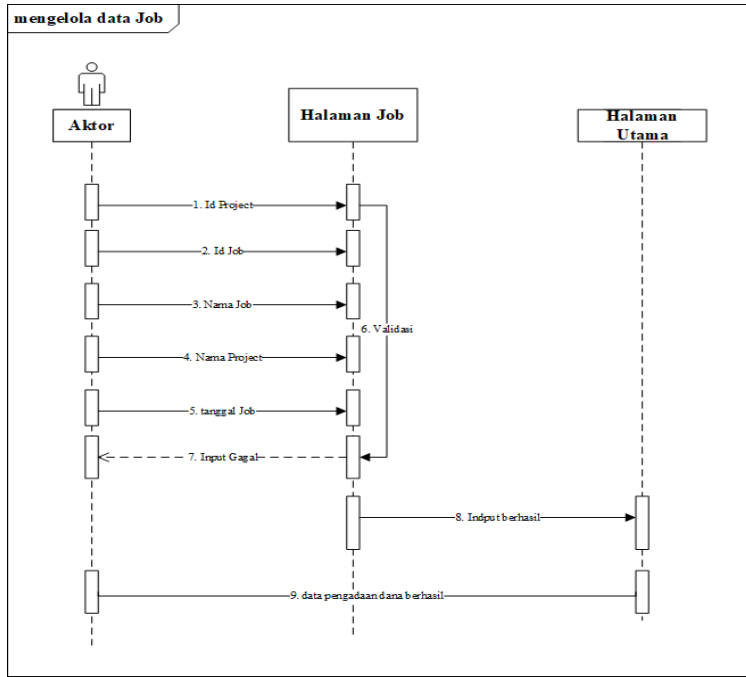 mengelola data Job
Aktor
Halaman Job
Halaman
Utama
1. Id Project
2. Id Job
3. Nama Job
6. Validasi
4. Nama Project
5. tanggal Job
7. Input Gagal
8. Indput berhasil
9. data pengadaan dana berhasil